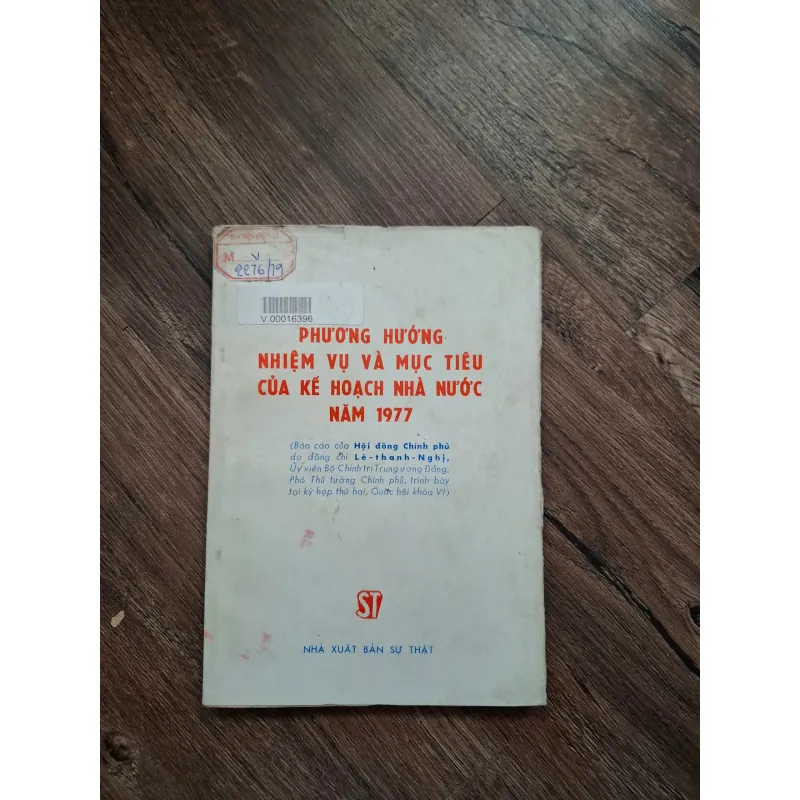 M V
2276/79
V.00016396
PHƯƠNG HƯỚNG
NHIỆM VỤ VÀ MỤC TIÊU
CỦA KẾ HOẠCH NHÀ NƯỚC
NĂM 1977
(Báo cáo của Hội đồng Chính phủ
do đồng chí Lê-thanh-Nghị,
Ủy viên Bộ Chính trị Trung ương Đảng,
Phó Thủ tướng Chính phủ, trình bày
tại kỳ họp thứ hai, Quốc hội khóa VI)
ST
NHÀ XUẤT BẢN SỰ THẬT